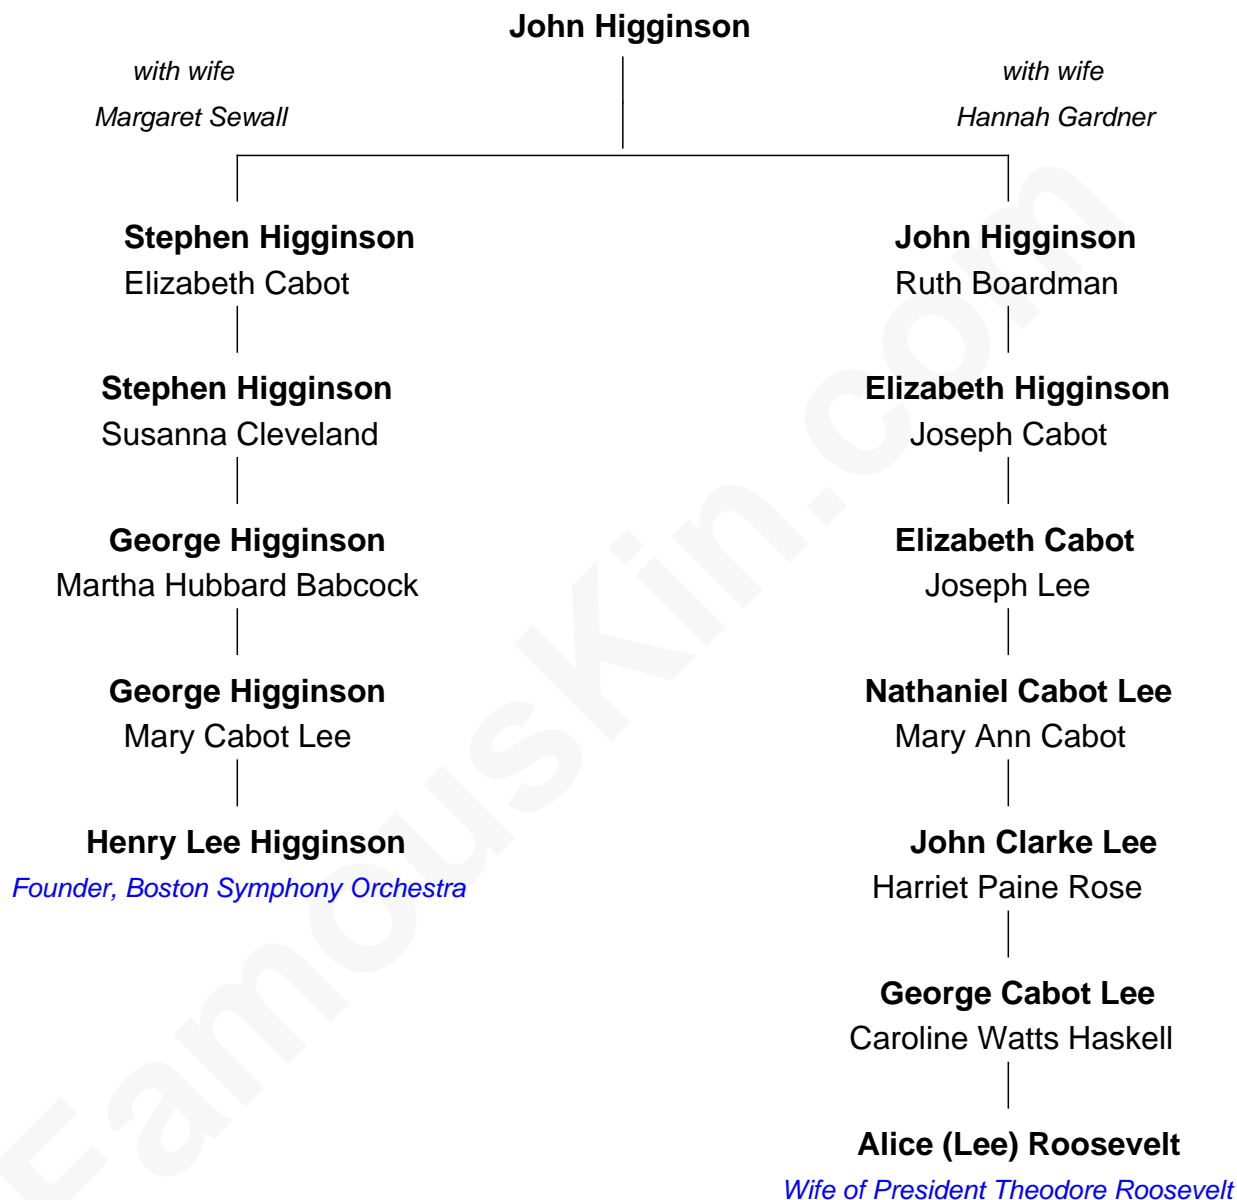 John Higginson
with wife
Margaret Sewall
with wife
Hannah Gardner
Stephen Higginson
Elizabeth Cabot
Stephen Higginson
Susanna Cleveland
George Higginson
Martha Hubbard Babcock
George Higginson
Mary Cabot Lee
Henry Lee Higginson
Founder, Boston Symphony Orchestra
John Higginson
Ruth Boardman
Elizabeth Higginson
Joseph Cabot
Elizabeth Cabot
Joseph Lee
Nathaniel Cabot Lee
Mary Ann Cabot
John Clarke Lee
Harriet Paine Rose
George Cabot Lee
Caroline Watts Haskell
Alice (Lee) Roosevelt
Wife of President Theodore Roosevelt
FamousKin.com